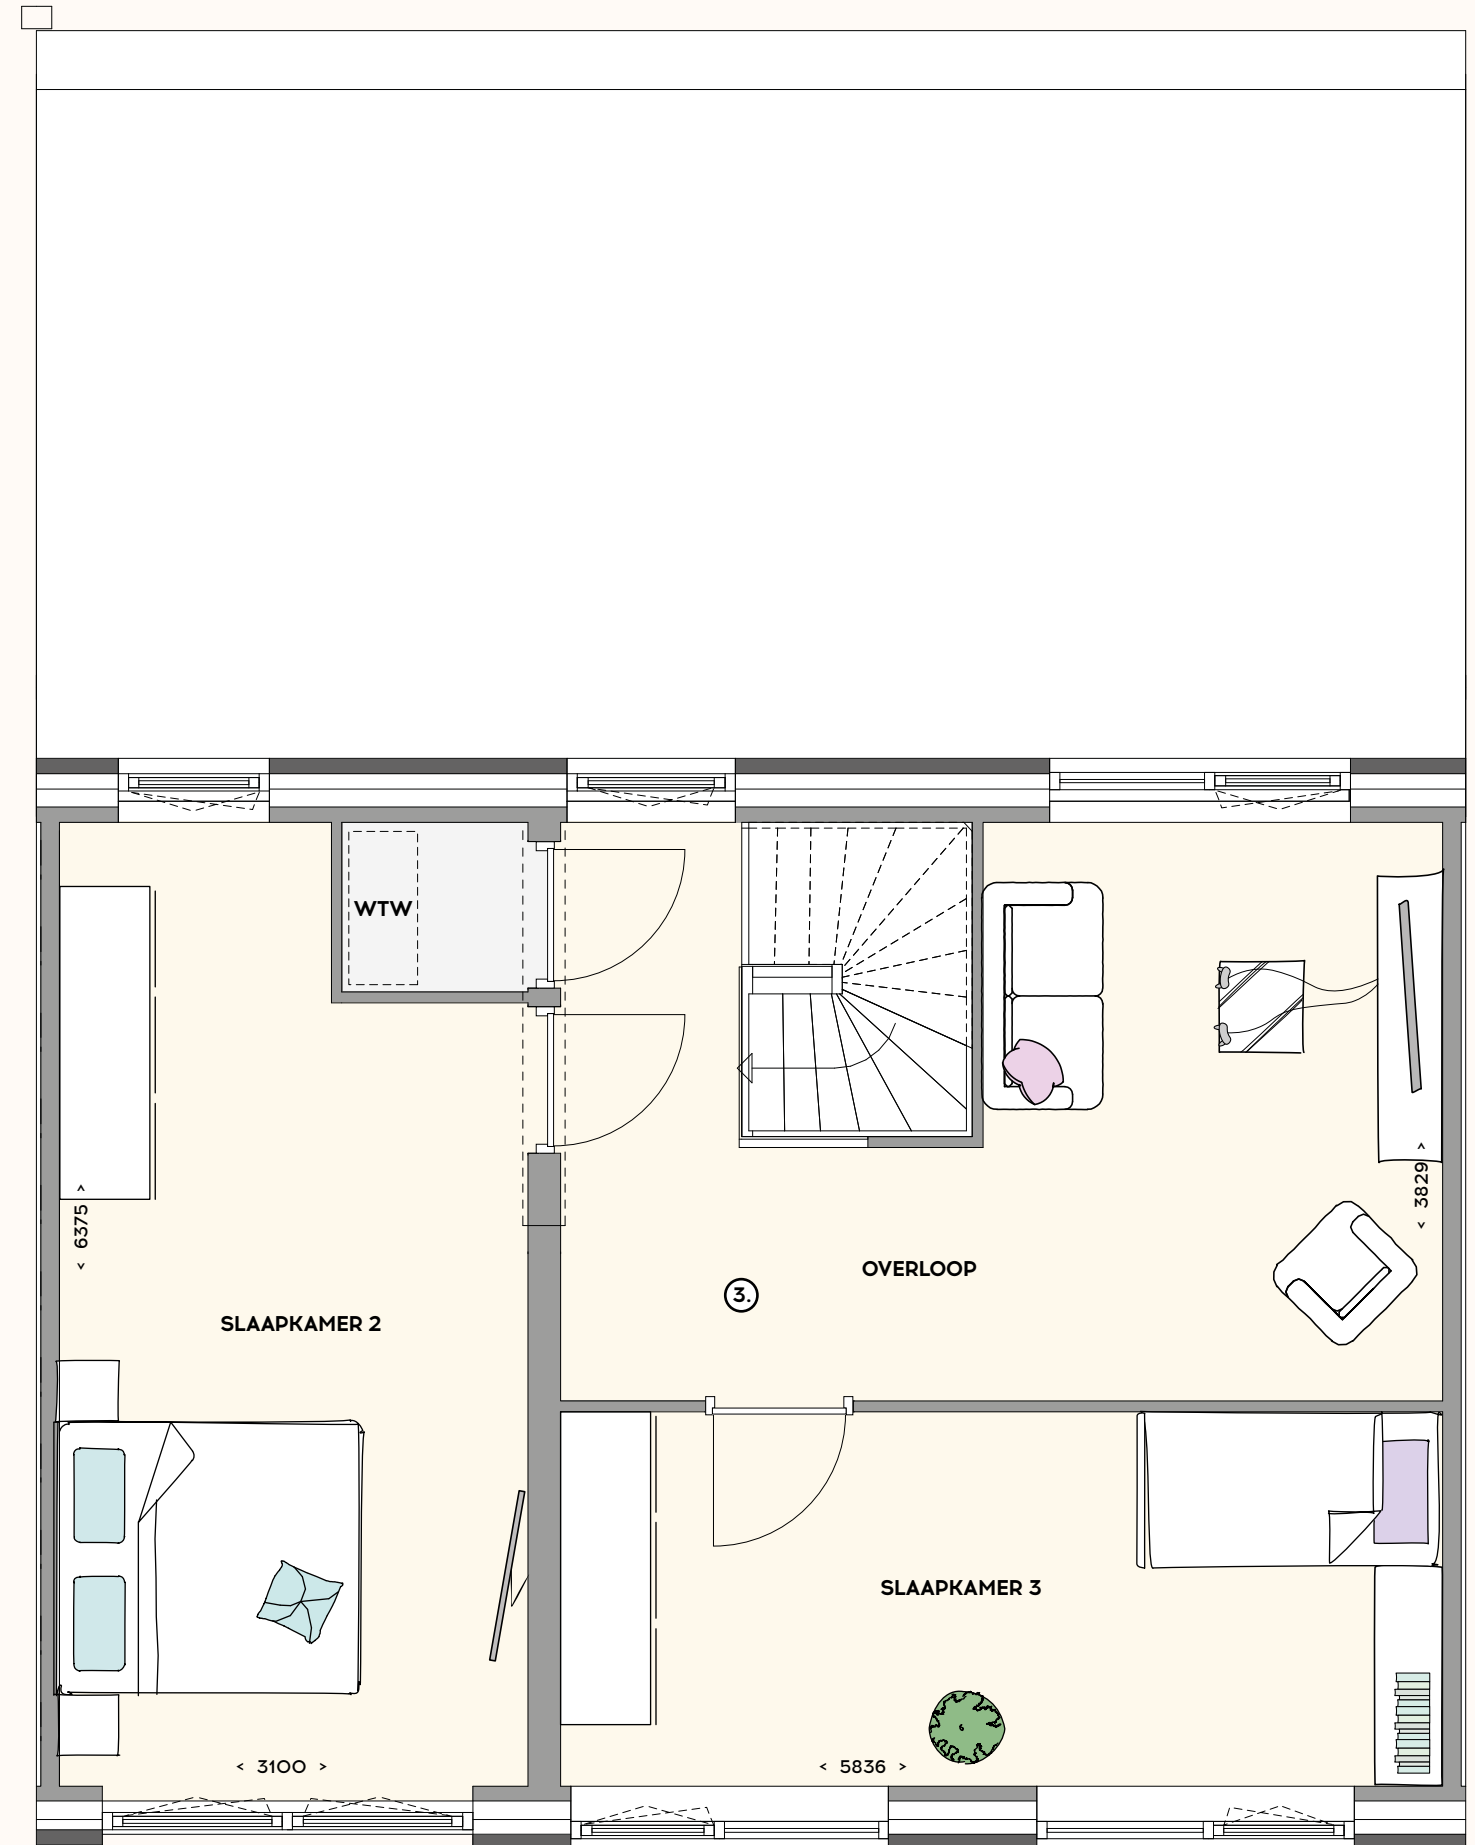 WTW
< 3829 >
< 6375 >
OVERLOOP
3.
SLAAPKAMER 2
SLAAPKAMER 3
< 3100 >
< 5836 >